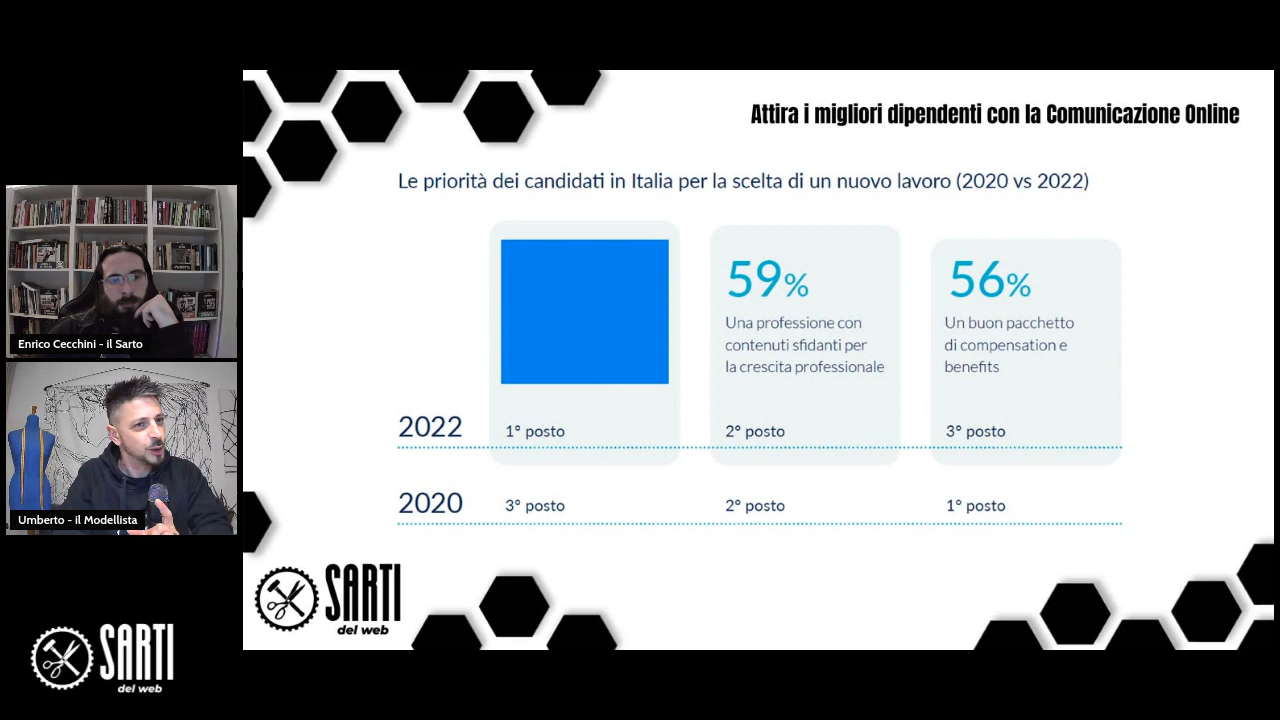 Attira i migliori dipendenti con la Comunicazione Online
Le priorità dei candidati in Italia per la scelta di un nuovo lavoro (2020 vs 2022)
59%
Una professione con
contenuti sfidanti per
la crescita professionale
56%
Un buon pacchetto
di compensation e
benefits
2022
1° posto
2° posto
3° posto
2020
3° posto
2° posto
1° posto
Enrico Cecchini - il Sarto
Umberto - il Modellista
SARTI
del web
SARTI
del web